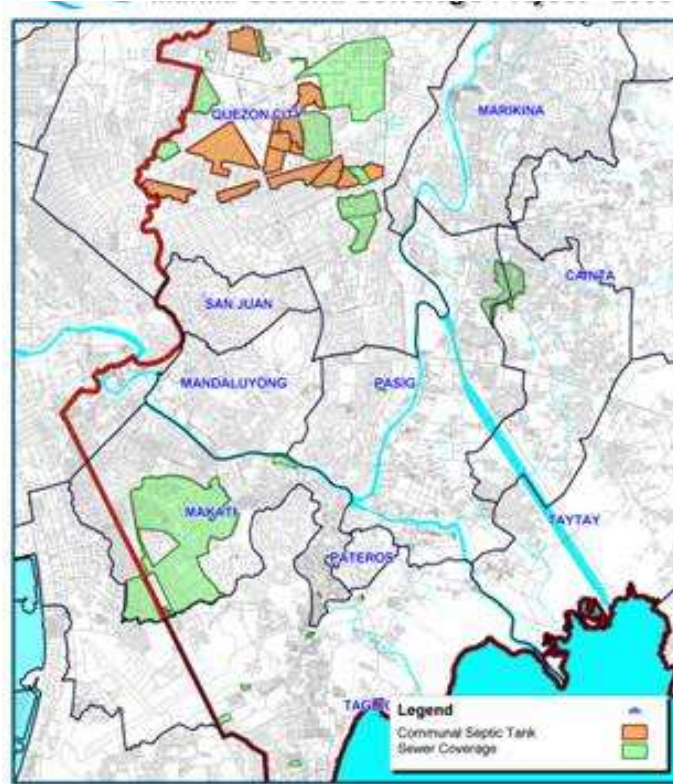 QUEZON CITY
MARIKINA
CAINTA
SAN JUAN
MANDALUYONG
PASIG
MAKATI
TAYTAY
PATEROS
Legend
Communal Septic Tank
Sewer Coverage